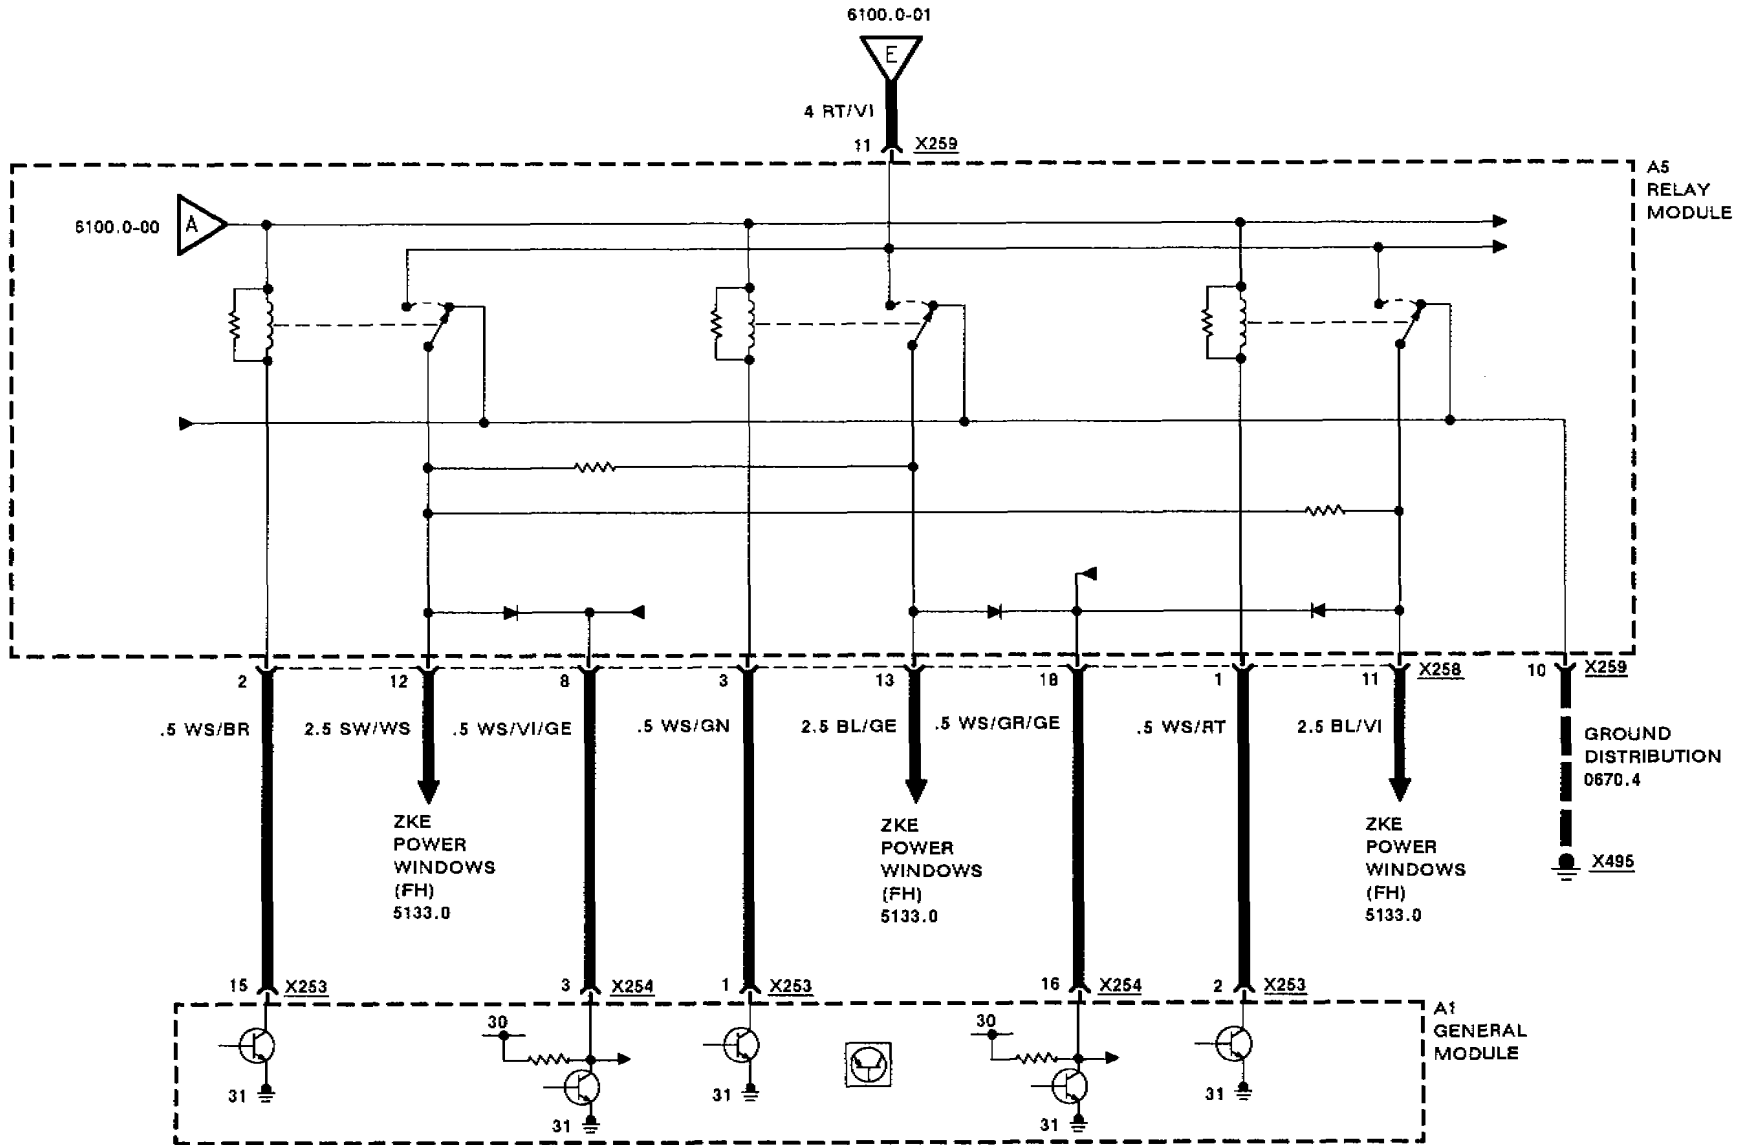 6100.0-01
E
4 RT/VI
11 X259
A5
RELAY
MODULE
6100.0-00 A
2 12 8 3 13 18 1 11 X258 10 X259
.5 WS/BR 2.5 SW/WS .5 WS/VI/GE .5 WS/GN 2.5 BL/GE .5 WS/GR/GE .5 WS/RT 2.5 BL/VI
GROUND
DISTRIBUTION
0670.4
ZKE
POWER
WINDOWS
(FH)
5133.0
ZKE
POWER
WINDOWS
(FH)
5133.0
ZKE
POWER
WINDOWS
(FH)
5133.0
X495
15 X253 3 X254 1 X253 16 X254 2 X253
A1
GENERAL
MODULE
30 30
31 31 31 31 31